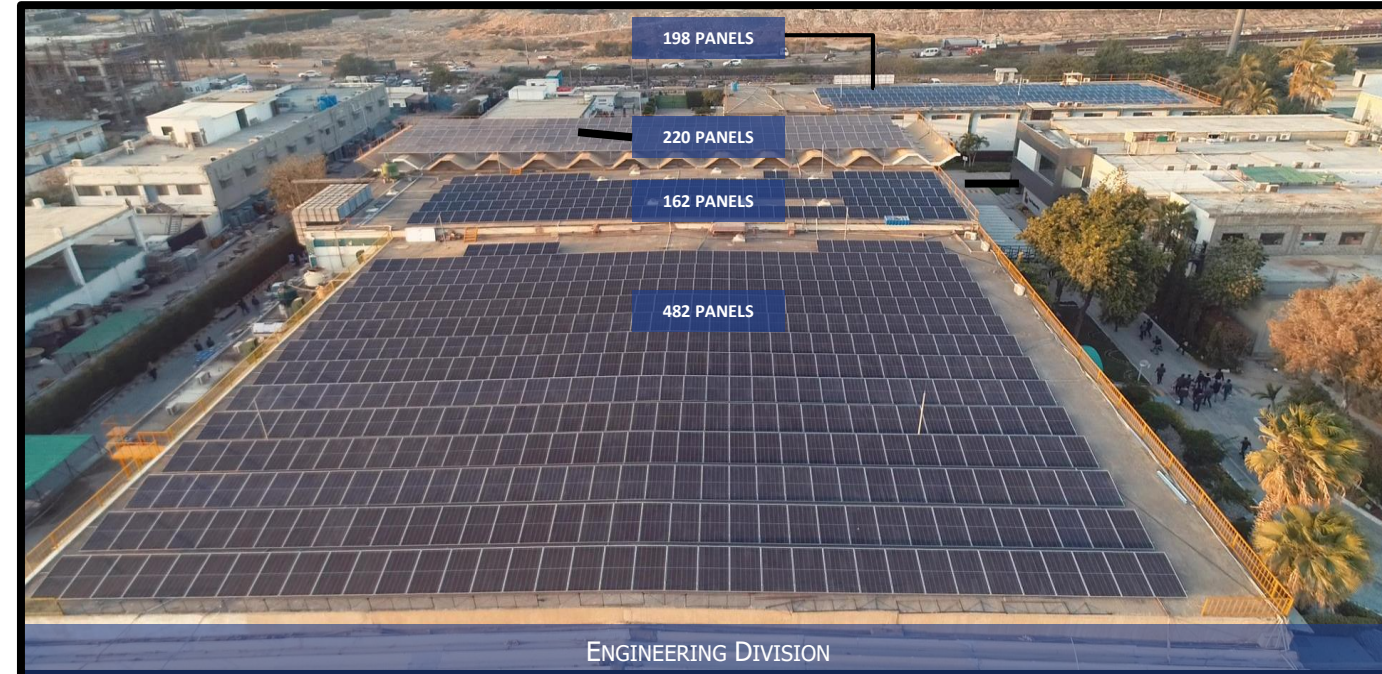 198 PANELS
220 PANELS
162 PANELS
482 PANELS
ENGINEERING DIVISION